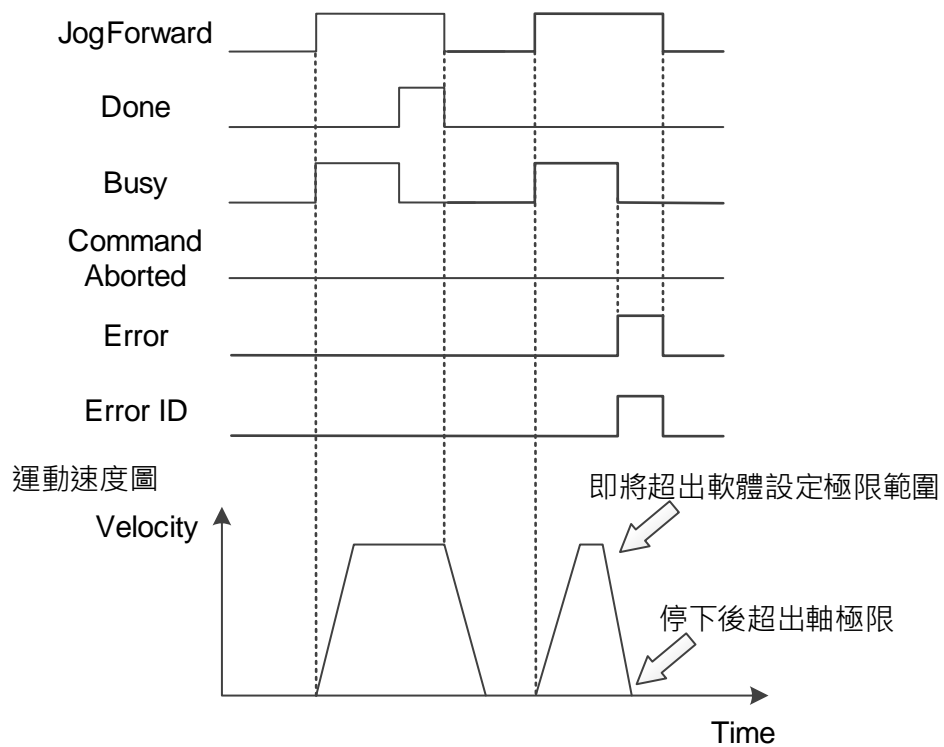 JogForward
Done
Busy
Command
Aborted
Error
Error ID
運動速度圖
即將超出軟體設定極限範圍
Velocity
停下後超出軸極限
Time